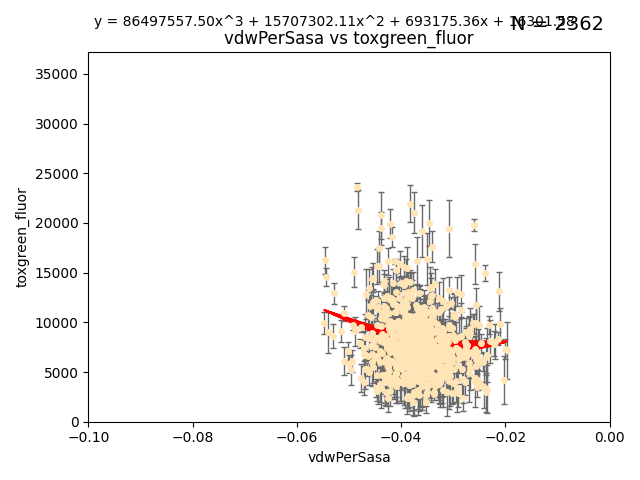 y = 86497557.50x^3 + 15707302.11x^2 + 693175.36x +
N = 2362
vdwPerSasa vs toxgreen_fluor
35000
30000
25000
20000
15000
10000
5000
0
toxgreen_fluor
−0.10 −0.08 −0.06 −0.04 −0.02 0.00
vdwPerSasa